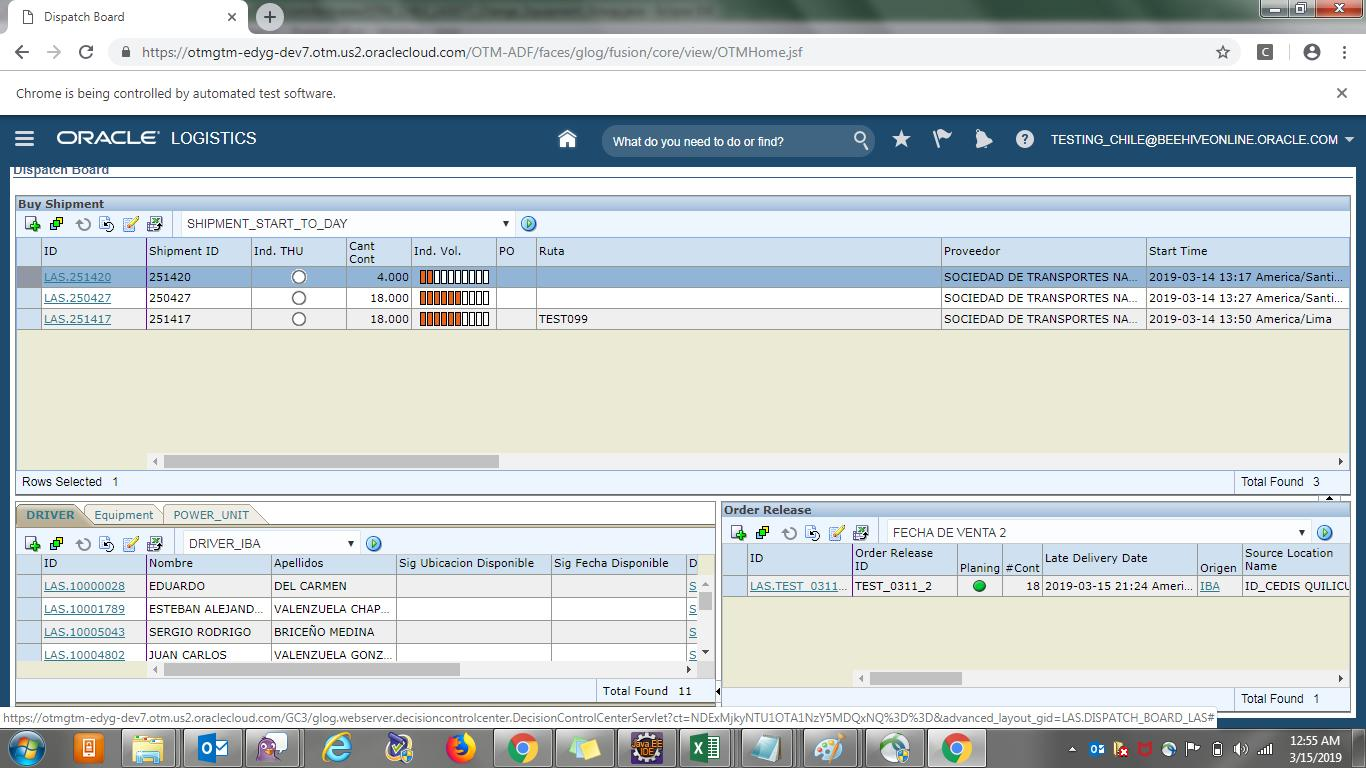 Dispatch Board
https://otmgtm-edyg-dev7.otm.us2.oraclecloud.com/OTM-ADF/faces/glog/fusion/core/view/OTMHome.jsf
Chrome is being controlled by automated test software.
ORACLE LOGISTICS
What do you need to do or find?
TESTING_CHILE@BEEHIVEONLINE.ORACLE.COM
Dispatch Board
Buy Shipment
SHIPMENT_START_TO_DAY
ID Shipment ID Ind. THU Cant Cont Ind. Vol. PO Ruta Proveedor Start Time
LAS.251420 251420 4.000 SOCIEDAD DE TRANSPORTES NA... 2019-03-14 13:17 America/Santi...
LAS.250427 250427 18.000 SOCIEDAD DE TRANSPORTES NA... 2019-03-14 13:27 America/Santi...
LAS.251417 251417 18.000 TEST099 SOCIEDAD DE TRANSPORTES NA... 2019-03-14 13:50 America/Lima
Rows Selected 1
Total Found 3
DRIVER Equipment POWER_UNIT
DRIVER_IBA
ID Nombre Apellidos Sig Ubicacion Disponible Sig Fecha Disponible D
LAS.10000028 EDUARDO DEL CARMEN S
LAS.10001789 ESTEBAN ALEJAND... VALENZUELA CHAP... S
LAS.10005043 SERGIO RODRIGO BRICEÑO MEDINA S
LAS.10004802 JUAN CARLOS VALENZUELA GONZ... S
Total Found 11
Order Release
FECHA DE VENTA 2
ID Order Release ID Planing #Cont Late Delivery Date Origen Source Location Name
LAS.TEST_0311... TEST_0311_2 18 2019-03-15 21:24 Ameri... IBA ID_CEDIS QUILICU
Total Found 1
https://otmgtm-edyg-dev7.otm.us2.oraclecloud.com/GC3/glog.webserver.decisioncontrolcenter.DecisionControlCenterServlet?ct=NDExMjkyNTU1OTA1NzY5MDQxNQ%3D%3D&advanced_layout_gid=LAS.DISPATCH_BOARD_LAS#
Java EE
IDE
12:55 AM
3/15/2019